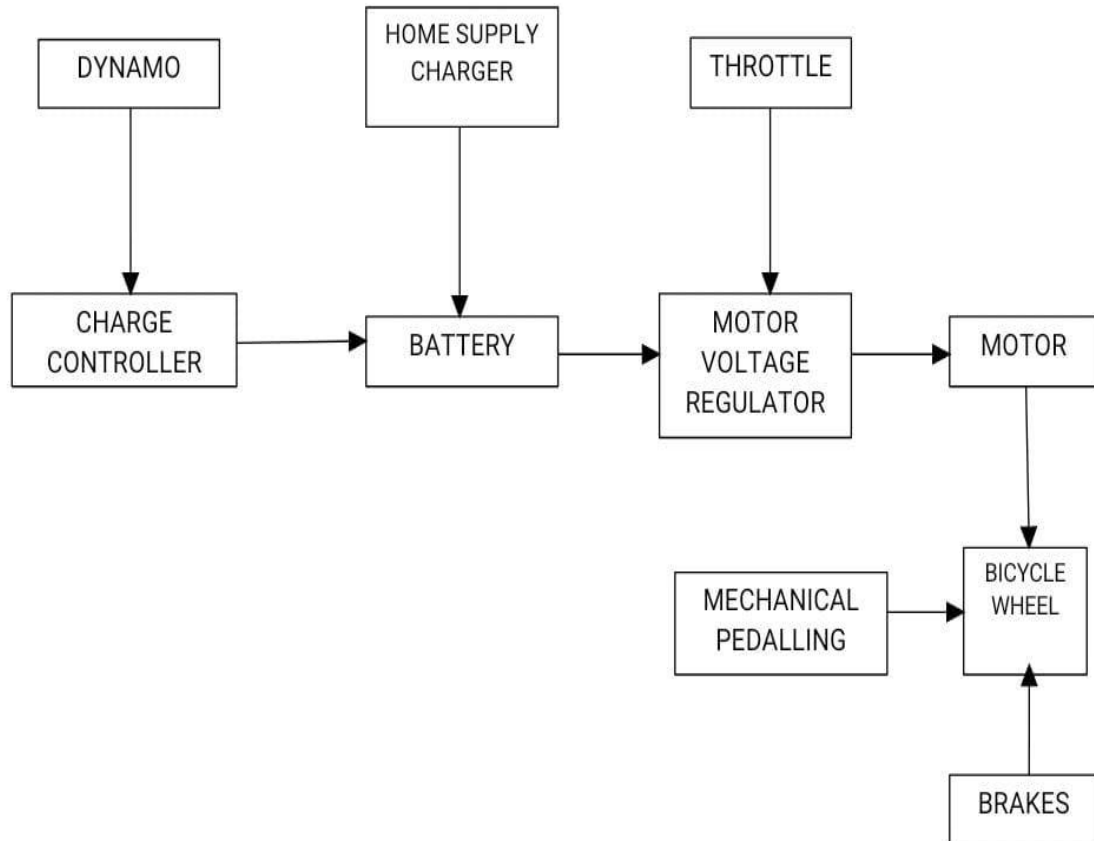 DYNAMO
HOME SUPPLY
CHARGER
THROTTLE
CHARGE
CONTROLLER
BATTERY
MOTOR
VOLTAGE
REGULATOR
MOTOR
MECHANICAL
PEDALLING
BICYCLE
WHEEL
BRAKES